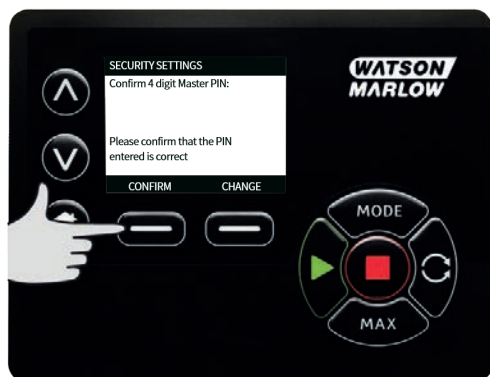 SECURITY SETTINGS
Confirm 4 digit Master PIN:
Please confirm that the PIN
entered is correct
CONFIRM CHANGE
WATSON
MARLOW
MODE
MAX